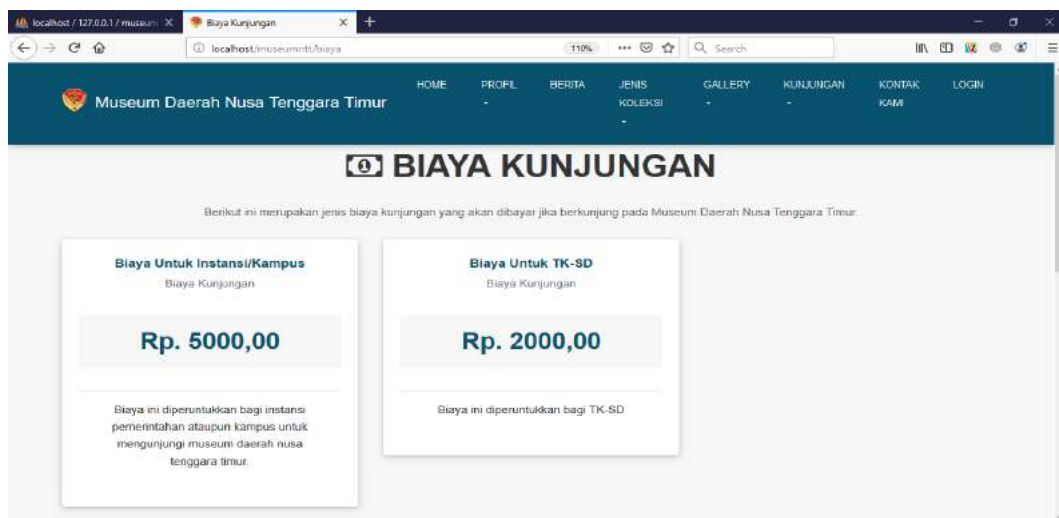 localhost / 127.0.0.1 / museum
Biaya Kunjungan
localhost/museumntt/biaya
110%
Search
Museum Daerah Nusa Tenggara Timur
HOME
PROFIL
BERITA
JENIS
KOLEKSI
GALLERY
KUNJUNGAN
KONTAK
KAMI
LOGIN
BIAYA KUNJUNGAN
Berikut ini merupakan jenis biaya kunjungan yang akan dibayar jika berkunjung pada Museum Daerah Nusa Tenggara Timur.
Biaya Untuk Instansi/Kampus
Biaya Kunjungan
Rp. 5000,00
Biaya ini diperuntukkan bagi instansi
pemerintahan ataupun kampus untuk
mengunjungi museum daerah nusa
tenggara timur.
Biaya Untuk TK-SD
Biaya Kunjungan
Rp. 2000,00
Biaya ini diperuntukkan bagi TK-SD